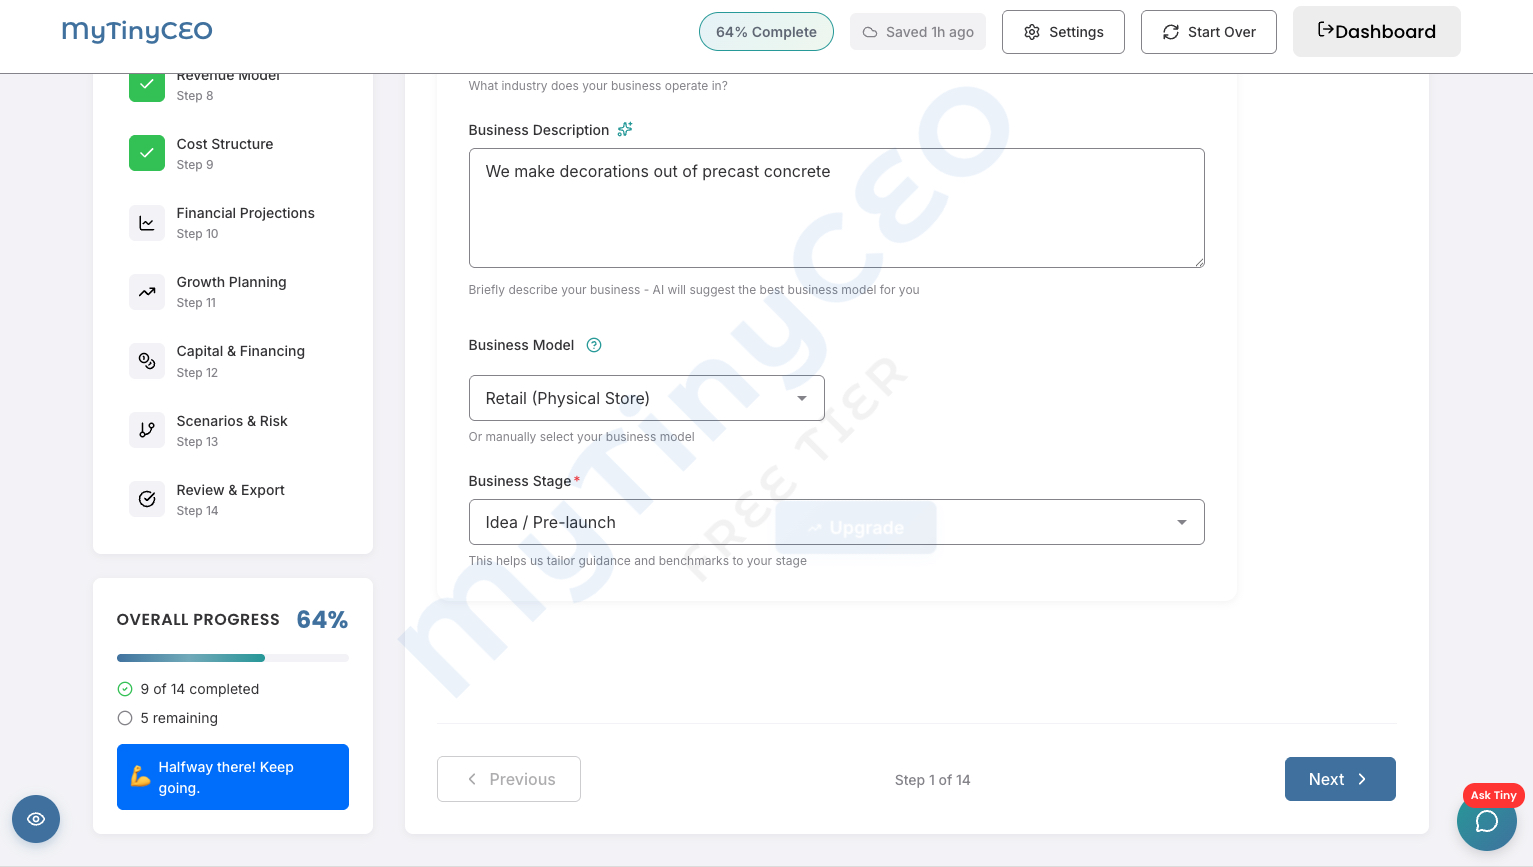 MyTinyCEO
64% Complete
Saved 1h ago
Settings
Start Over
Dashboard
Revenue Model
Step 8
Cost Structure
Step 9
Financial Projections
Step 10
Growth Planning
Step 11
Capital & Financing
Step 12
Scenarios & Risk
Step 13
Review & Export
Step 14
OVERALL PROGRESS 64%
9 of 14 completed
5 remaining
💪 Halfway there! Keep
going.
What industry does your business operate in?
Business Description
We make decorations out of precast concrete
Briefly describe your business - AI will suggest the best business model for you
Business Model
Retail (Physical Store)
Or manually select your business model
Business Stage*
Idea / Pre-launch
This helps us tailor guidance and benchmarks to your stage
MyTinyCEO
FREE TIER
Upgrade
Previous
Step 1 of 14
Next
Ask Tiny